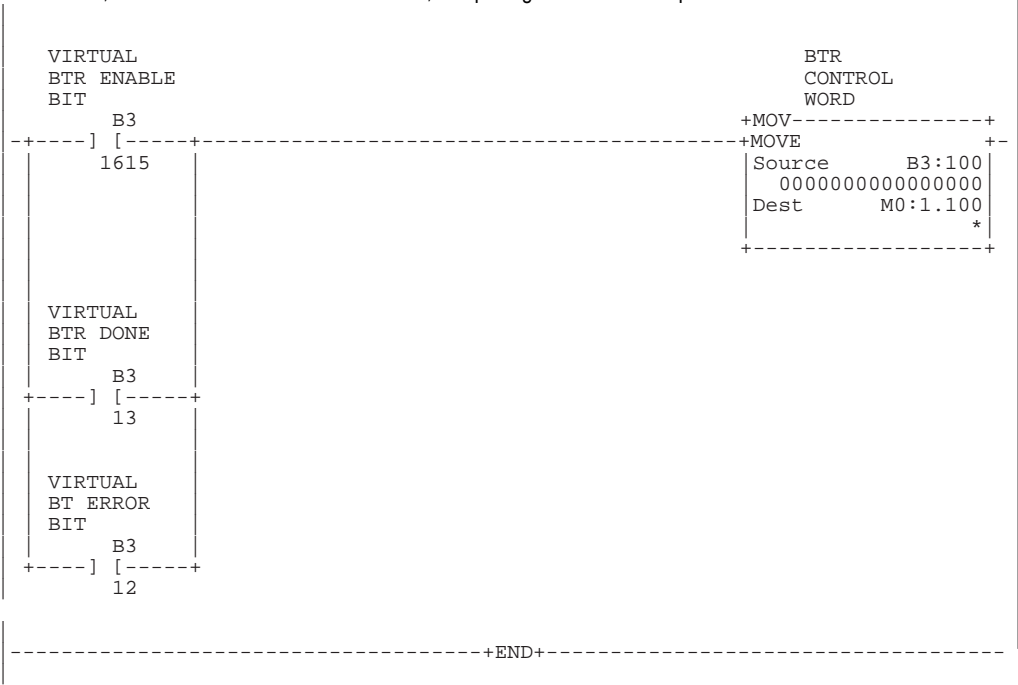 VIRTUAL BTR
BTR ENABLE CONTROL
BIT WORD
B3 +MOV---------------+
-+----] [-----+------------------------------------------+MOVE +-
1615 Source B3:100
0000000000000000
Dest M0:1.100
*
+------------------+
VIRTUAL
BTR DONE
BIT
B3
+----] [-----+
13
VIRTUAL
BT ERROR
BIT
B3
+----] [-----+
12
-------------------------------------+END+------------------------------------